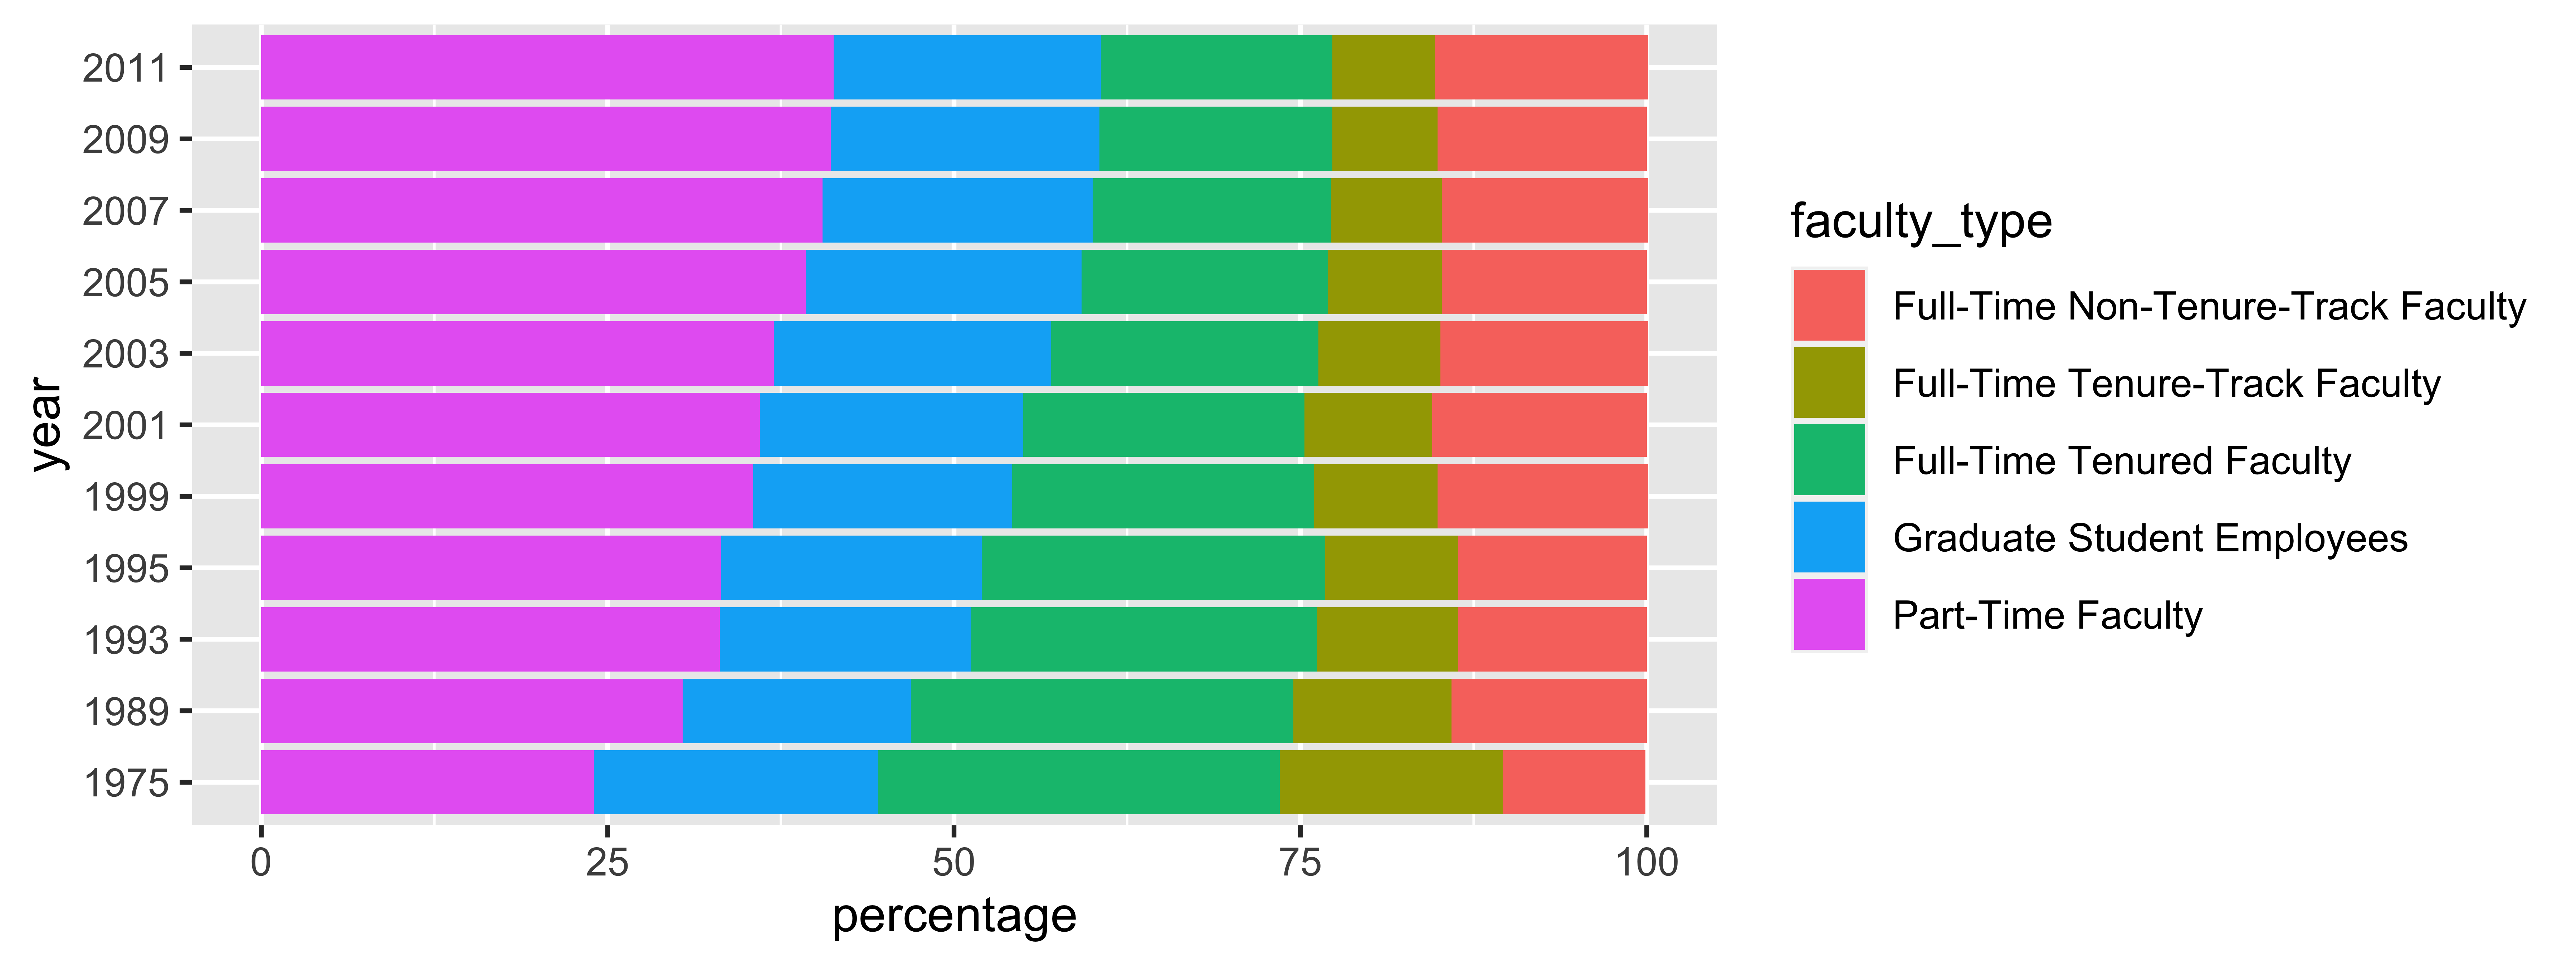 2011
2009
2007
2005
2003
2001
1999
1995
1993
1989
1975
year
0 25 50 75 100
percentage
faculty_type
Full-Time Non-Tenure-Track Faculty
Full-Time Tenure-Track Faculty
Full-Time Tenured Faculty
Graduate Student Employees
Part-Time Faculty